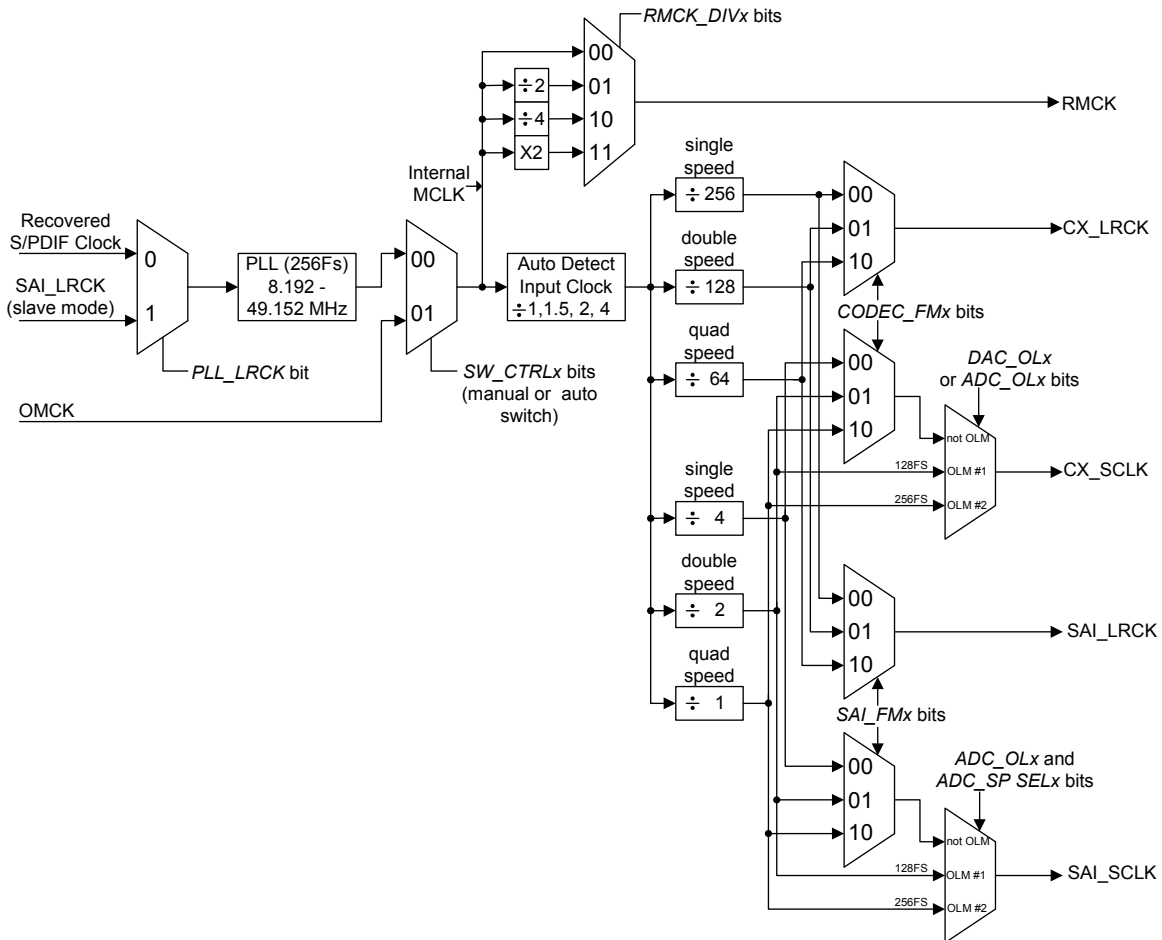 RMCK_DIVx bits
00
÷2
01
÷4
10
X2
11
RMCK
Internal
MCLK
Recovered
S/PDIF Clock
SAI_LRCK
(slave mode)
0
1
PLL_LRCK bit
OMCK
PLL (256Fs)
8.192 -
49.152 MHz
00
01
SW_CTRLx bits
(manual or auto
switch)
Auto Detect
Input Clock
÷1,1.5, 2, 4
single
speed
÷ 256
double
speed
÷ 128
quad
speed
÷ 64
single
speed
÷ 4
double
speed
÷ 2
quad
speed
÷ 1
00
01
10
CX_LRCK
CODEC_FMx bits
00
01
10
DAC_OLx
or ADC_OLx bits
not OLM
128FS
OLM #1
256FS
OLM #2
CX_SCLK
00
01
10
SAI_LRCK
SAI_FMx bits
00
01
10
ADC_OLx and
ADC_SP SELx bits
not OLM
128FS
OLM #1
256FS
OLM #2
SAI_SCLK